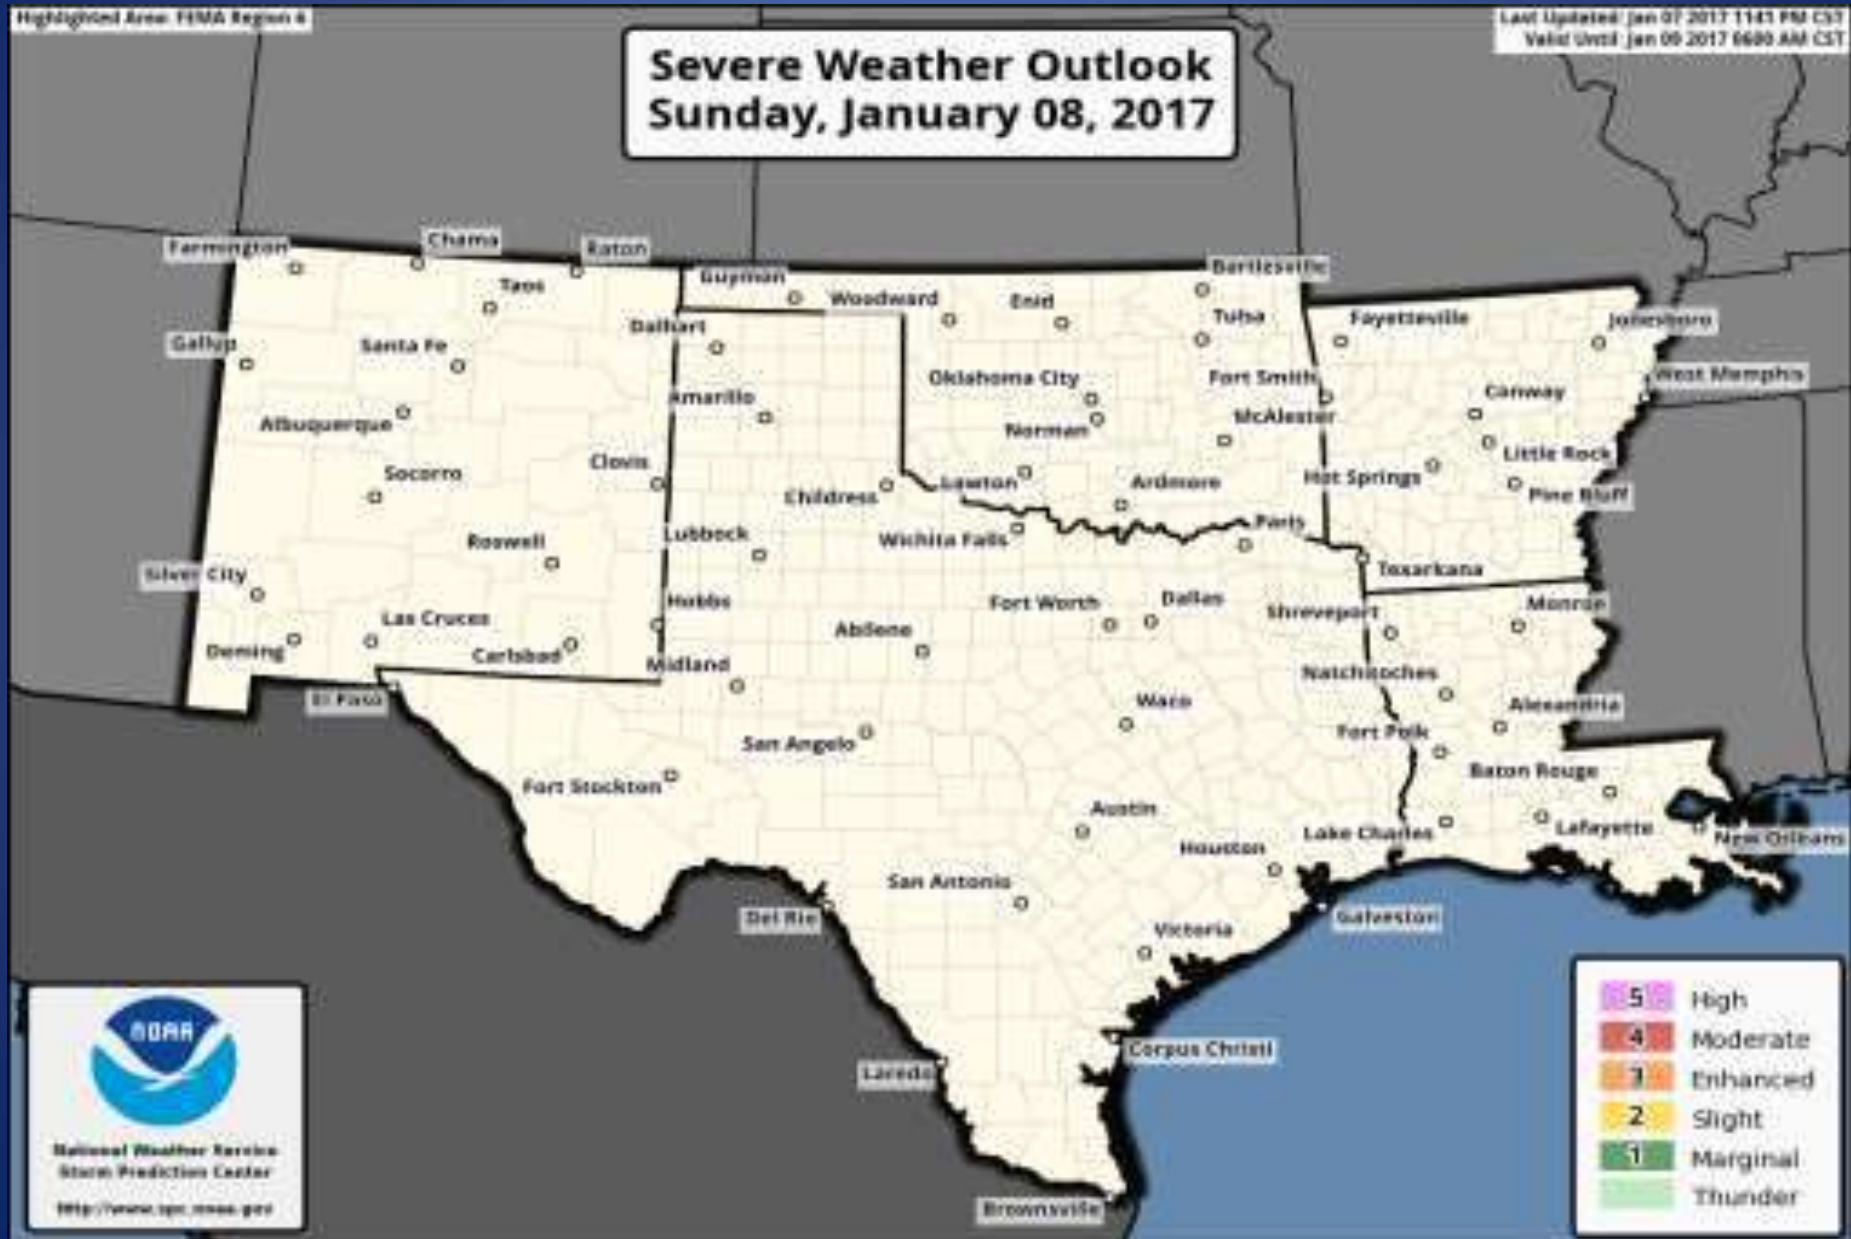 Highlighted Area: FEMA Region 6
Last Updated: Jan 07 2017 1141 PM CST
Valid Until: Jan 09 2017 0600 AM CST
Severe Weather Outlook
Sunday, January 08, 2017
Farmington
Chama
Raton
Taos
Guymon
Woodward
Enid
Bartlesville
Gallup
Santa Fe
Dalhart
Tulsa
Fayetteville
Jonesboro
Albuquerque
Amarillo
Oklahoma City
Fort Smith
Conway
West Memphis
Norman
McAlester
Socorro
Clovis
Childress
Lawton
Ardmore
Hot Springs
Little Rock
Pine Bluff
Roswell
Lubbock
Wichita Falls
Paris
Texarkana
Silver City
Las Cruces
Hobbs
Abilene
Fort Worth
Dallas
Shreveport
Monroe
Deming
Carlsbad
Midland
Natchitoches
El Paso
San Angelo
Waco
Fort Polk
Alexandria
Fort Stockton
Austin
Baton Rouge
Houston
Lake Charles
Lafayette
New Orleans
San Antonio
Del Rio
Victoria
Galveston
Laredo
Corpus Christi
Brownsville
NOAA
National Weather Service
Storm Prediction Center
http://www.spc.noaa.gov
5 High
4 Moderate
3 Enhanced
2 Slight
1 Marginal
Thunder